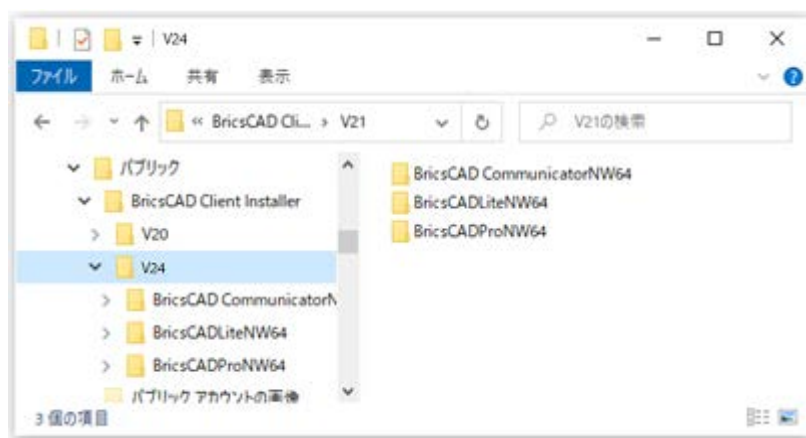 V24
ファイル ホーム 共有 表示
« BricsCAD Cli... › V21 V21の検索
パブリック
BricsCAD Client Installer
V20
V24
BricsCAD CommunicatorN
BricsCADLiteNW64
BricsCADProNW64
パブリック アカウントの画像
BricsCAD CommunicatorNW64
BricsCADLiteNW64
BricsCADProNW64
3 個の項目